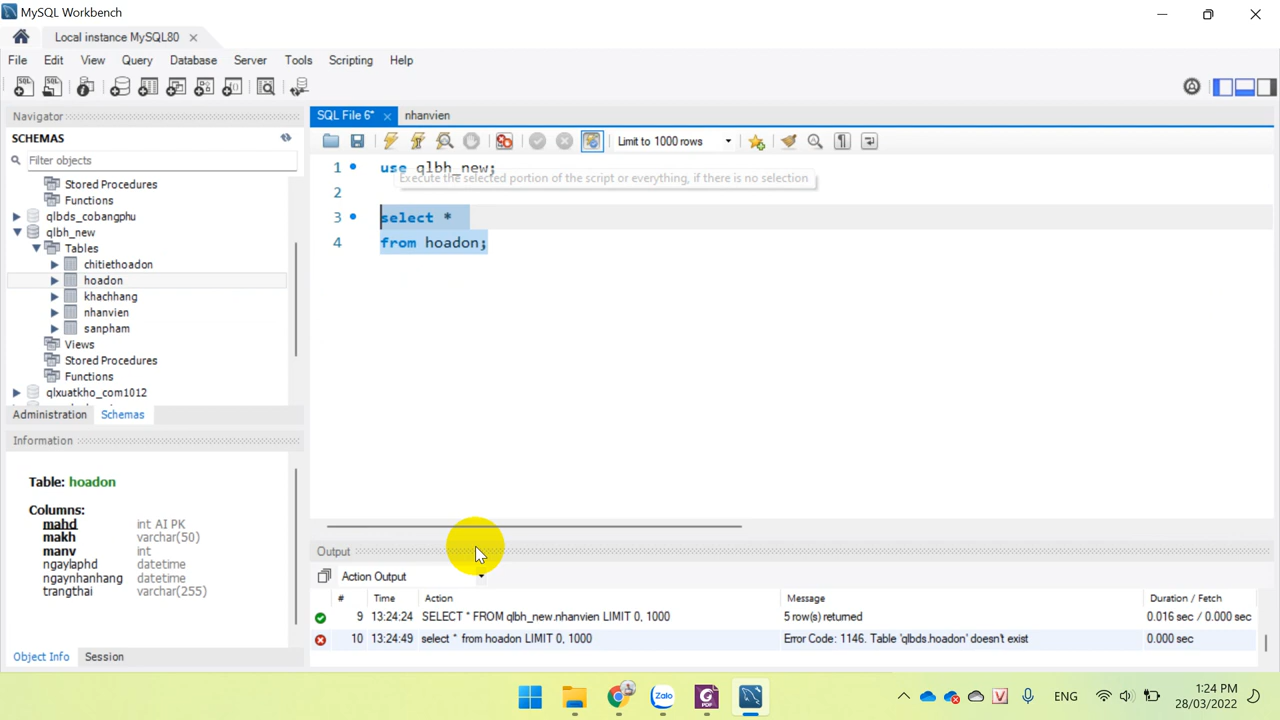 MySQL Workbench
Local instance MySQL80
File Edit View Query Database Server Tools Scripting Help
Navigator
SCHEMAS
Filter objects
Stored Procedures
Functions
qlbds_cobangphu
qlbh_new
Tables
chitiethoadon
hoadon
khachhang
nhanvien
sanpham
Views
Stored Procedures
Functions
qlxuatkho_com1012
Administration Schemas
Information
Table: hoadon
Columns:
mahd int AI PK
makh varchar(50)
manv int
ngaylaphd datetime
ngaynhanhang datetime
trangthai varchar(255)
Object Info Session
SQL File 6* nhanvien
Limit to 1000 rows
1 use qlbh_new;
Execute the selected portion of the script or everything, if there is no selection
2
3 select *
4 from hoadon;
Output
Action Output
# Time Action Message Duration / Fetch
9 13:24:24 SELECT * FROM qlbh_new.nhanvien LIMIT 0, 1000 5 row(s) returned 0.016 sec / 0.000 sec
10 13:24:49 select * from hoadon LIMIT 0, 1000 Error Code: 1146. Table 'qlbds.hoadon' doesn't exist 0.000 sec
ENG
1:24 PM
28/03/2022